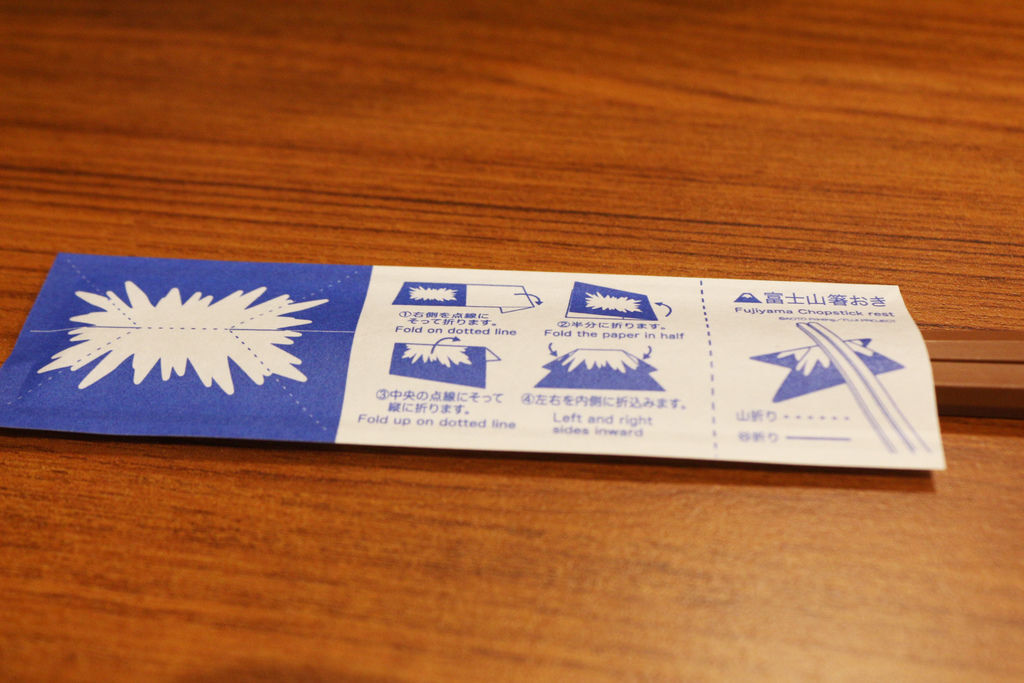 ①右側を点線に
そって折ります。
Fold on dotted line
②半分に折ります。
Fold the paper in half
③中央の点線にそって
縦に折ります。
Fold up on dotted line
④左右を内側に折込みます。
Left and right
sides inward
富士山箸おき
Fujiyama Chopstick rest
山折り
谷折り